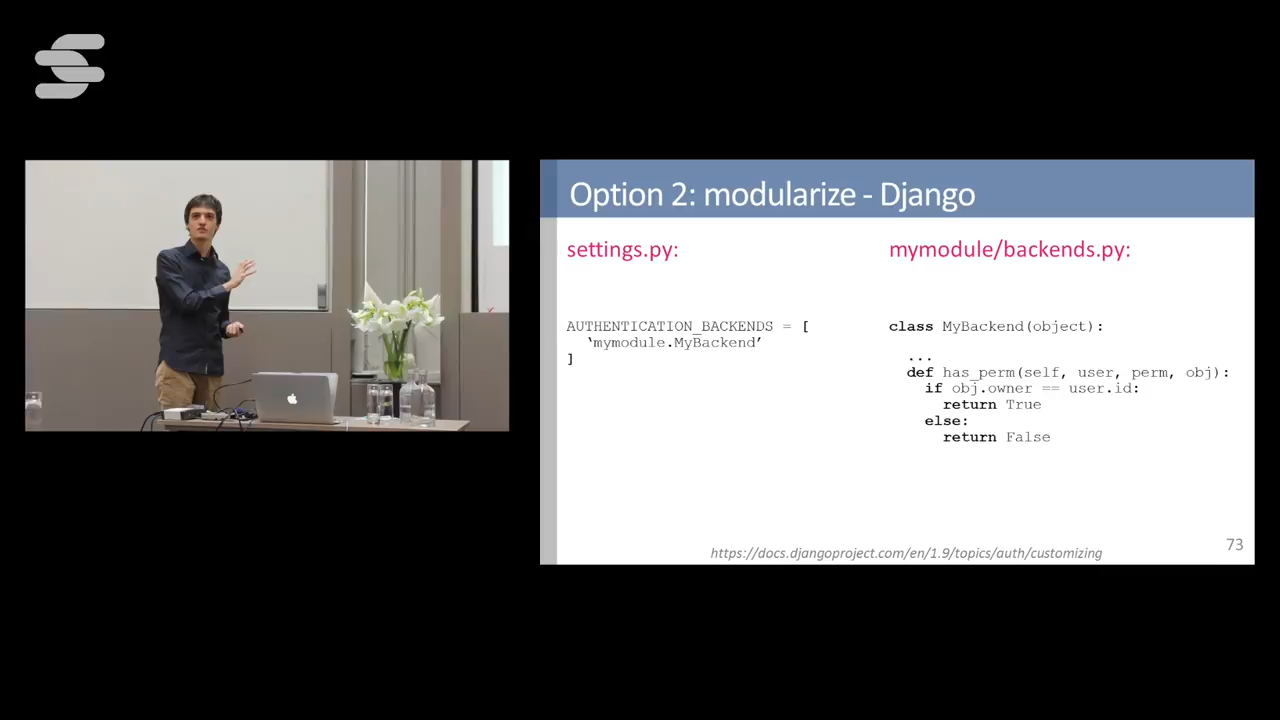 Option 2: modularize - Django
settings.py:
AUTHENTICATION_BACKENDS = [
‘mymodule.MyBackend’
]
mymodule/backends.py:
class MyBackend(object):
...
def has_perm(self, user, perm, obj):
if obj.owner == user.id:
return True
else:
return False
https://docs.djangoproject.com/en/1.9/topics/auth/customizing
73